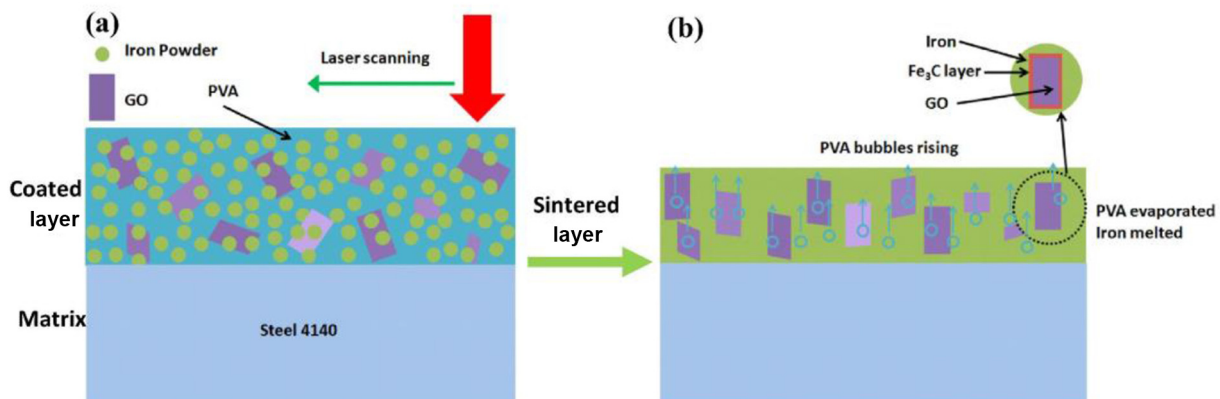 (a)
Iron Powder
GO
PVA
Laser scanning
Coated
layer
Matrix
Steel 4140
Sintered
layer
(b)
Iron
Fe₃C layer
GO
PVA bubbles rising
PVA evaporated
Iron melted